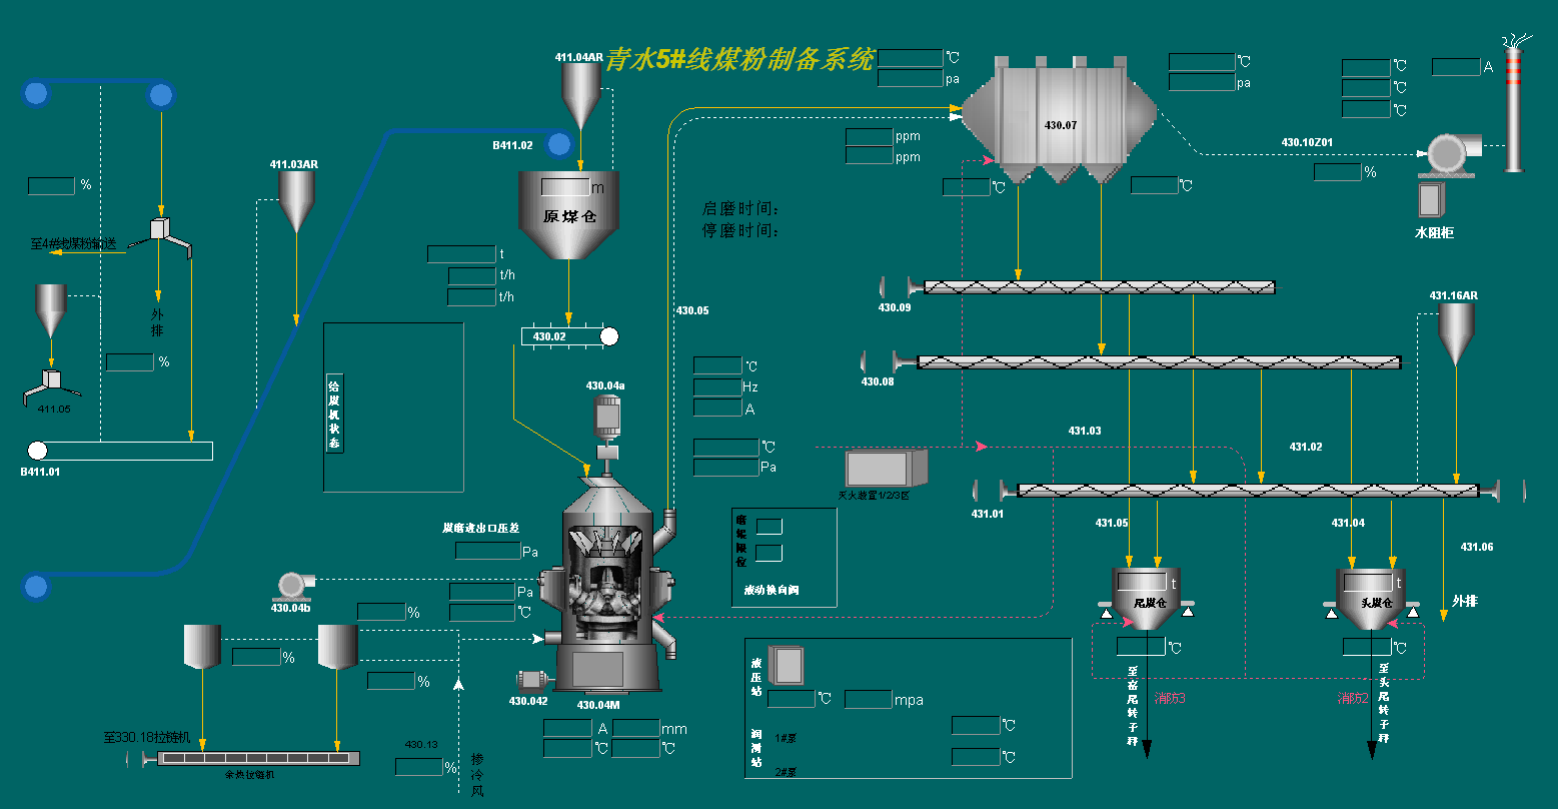 青水5#线煤粉制备系统
411.04AR
℃
pa
℃
pa
℃
℃
℃
A
430.07
ppm
ppm
B411.02
430.10Z01
%
411.03AR
%
m
原煤仓
℃
℃
启磨时间:
停磨时间:
水阻柜
至4#线煤粉输送
t
t/h
t/h
外排
430.05
430.09
431.16AR
430.02
%
℃
Hz
A
430.08
给煤机状态
430.04a
411.05
431.03
431.02
℃
Pa
B411.01
灭火装置1/2/3区
431.01
煤磨进出口压差
Pa
磨辊限位
液动换向阀
431.05
431.04
431.06
430.04b
Pa
℃
%
t
尾煤仓
t
头煤仓
外排
%
%
℃
℃
液压站
℃
mpa
430.042
430.04M
至窑尾转子秤
消防3
消防2
至头尾转子秤
A
mm
℃
℃
至330.18拉链机
430.13
%
掺冷风
余热拉链机
润滑站
1#泵
2#泵
℃
℃